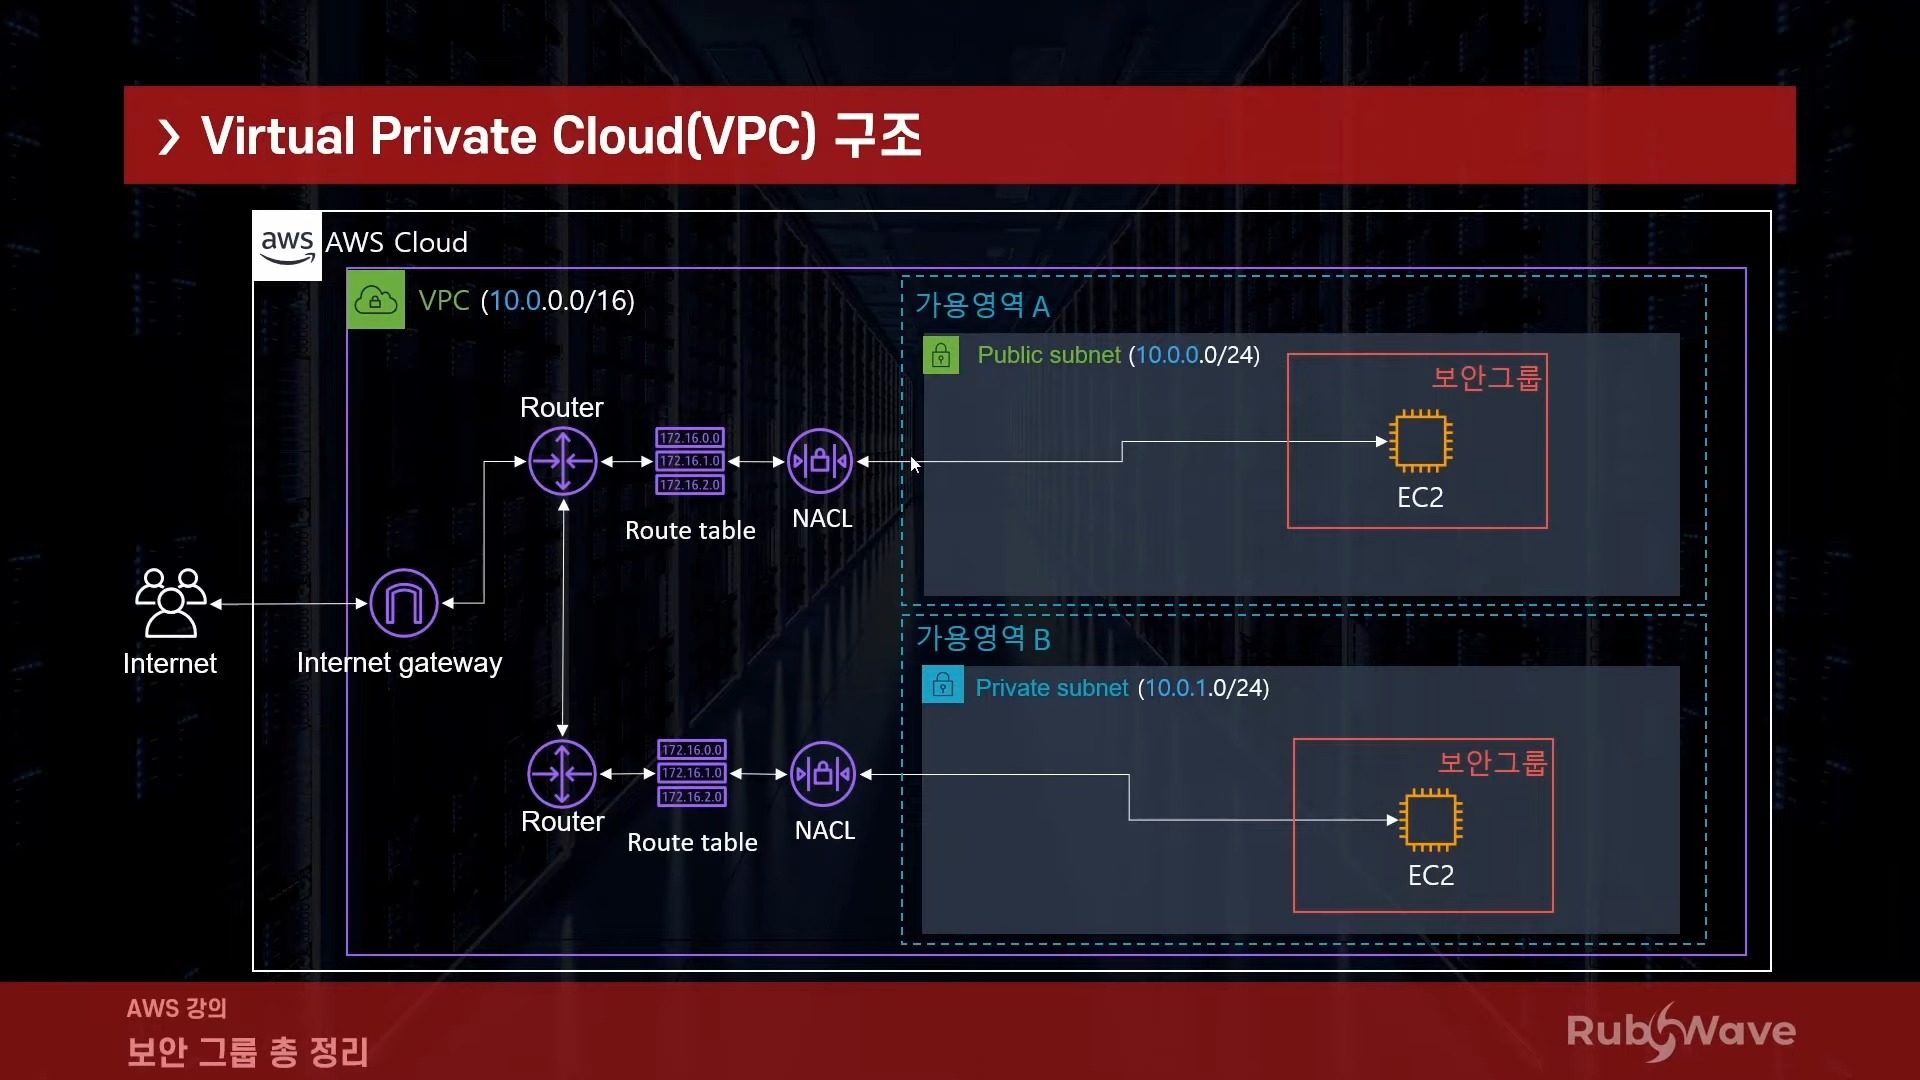 Virtual Private Cloud(VPC) 구조
aws
AWS Cloud
VPC (10.0.0.0/16)
가용영역 A
Public subnet (10.0.0.0/24)
보안그룹
EC2
Router
172.16.0.0
172.16.1.0
172.16.2.0
Route table
NACL
Internet
Internet gateway
가용영역 B
Private subnet (10.0.1.0/24)
보안그룹
EC2
Router
172.16.0.0
172.16.1.0
172.16.2.0
Route table
NACL
AWS 강의
보안 그룹 총 정리
RubyWave